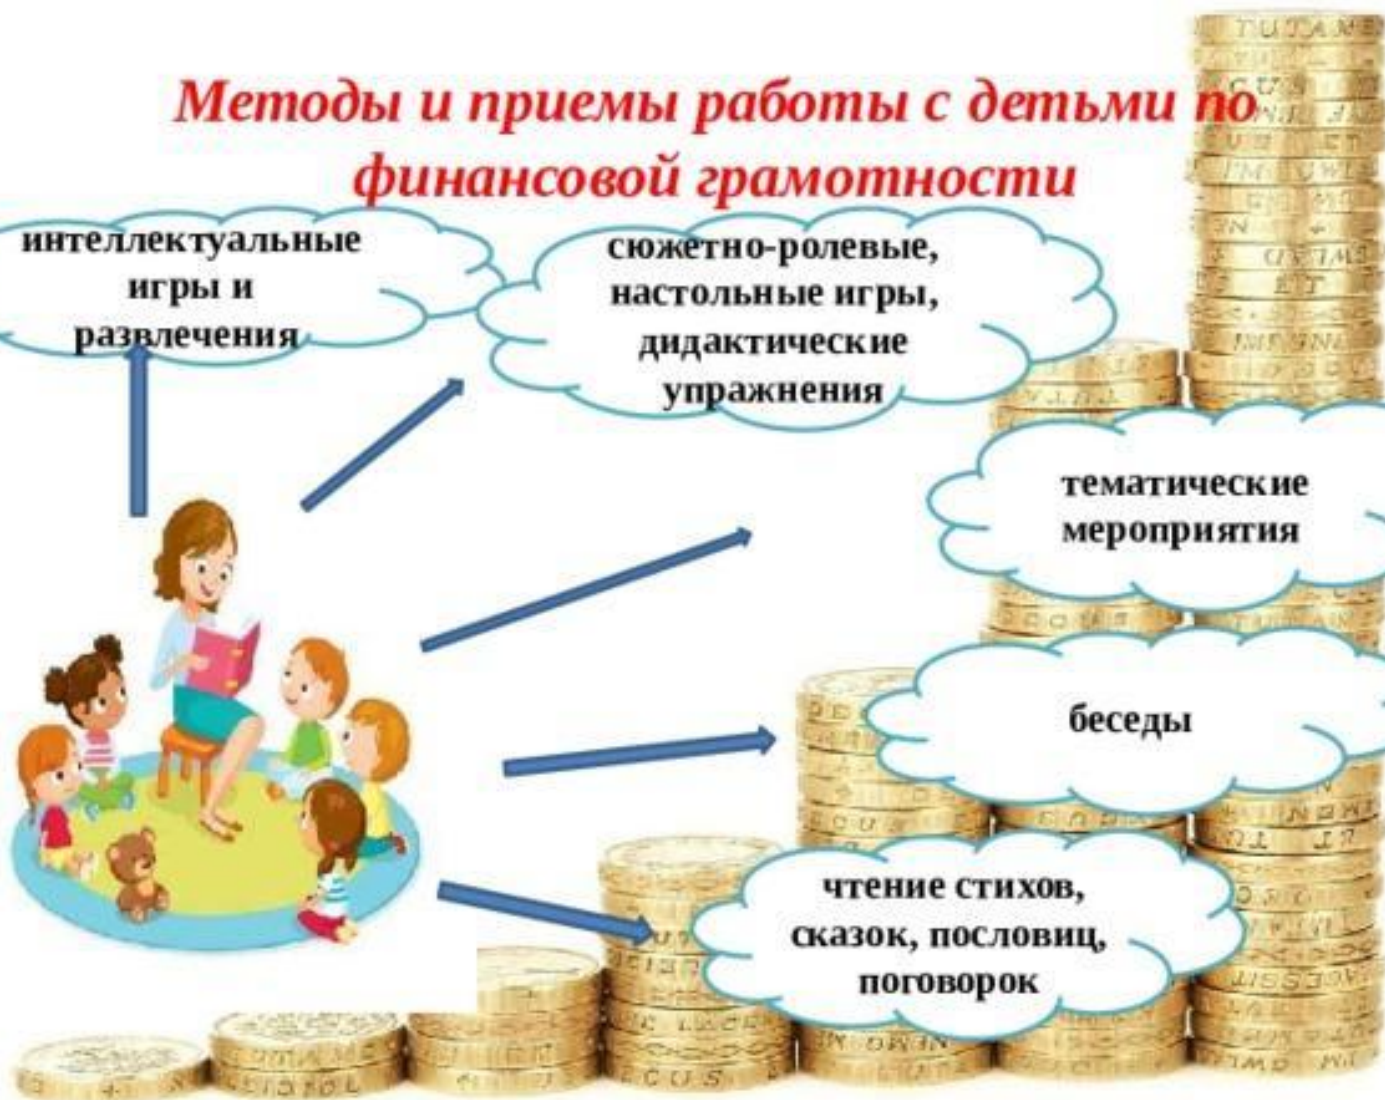 Методы и приемы работы с детьми по
финансовой грамотности
интеллектуальные
игры и
развлечения
сюжетно-ролевые,
настольные игры,
дидактические
упражнения
тематические
мероприятия
беседы
чтение стихов,
сказок, пословиц,
поговорок